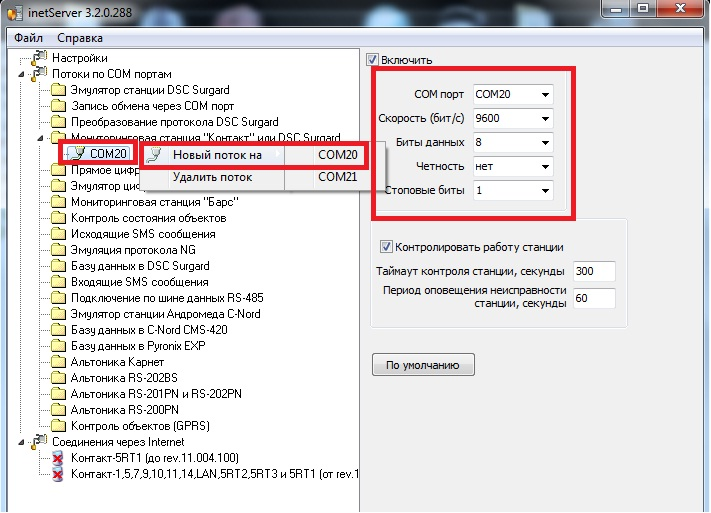 inetServer 3.2.0.288
Файл Справка
Настройки
Потоки по COM портам
Эмулятор станции DSC Surgard
Запись обмена через COM порт
Преобразование протокола DSC Surgard
Мониторинговая станция "Контакт" или DSC Surgard
COM20
Новый поток на COM20
Удалить поток COM21
Прямое цифр
Эмулятор циф
Мониторинговая станция "Барс"
Контроль состояния объектов
Исходящие SMS сообщения
Эмуляция протокола NG
Базу данных в DSC Surgard
Входящие SMS сообщения
Подключение по шине данных RS-485
Эмулятор станции Андромеда C-Nord
Базу данных в C-Nord CMS-420
Базу данных в Pyronix EXP
Альтоника Карнет
Альтоника RS-202BS
Альтоника RS-201PN и RS-202PN
Альтоника RS-200PN
Контроль объектов (GPRS)
Соединения через Internet
Контакт-5RT1 (до rev.11.004.100)
Контакт-1,5,7,9,10,11,14,LAN,5RT2,5RT3 и 5RT1 (от rev.1
Включить
COM порт COM20
Скорость (бит/с) 9600
Биты данных 8
Четность нет
Стоповые биты 1
Контролировать работу станции
Таймаут контроля станции, секунды 300
Период оповещения неисправности
станции, секунды 60
По умолчанию